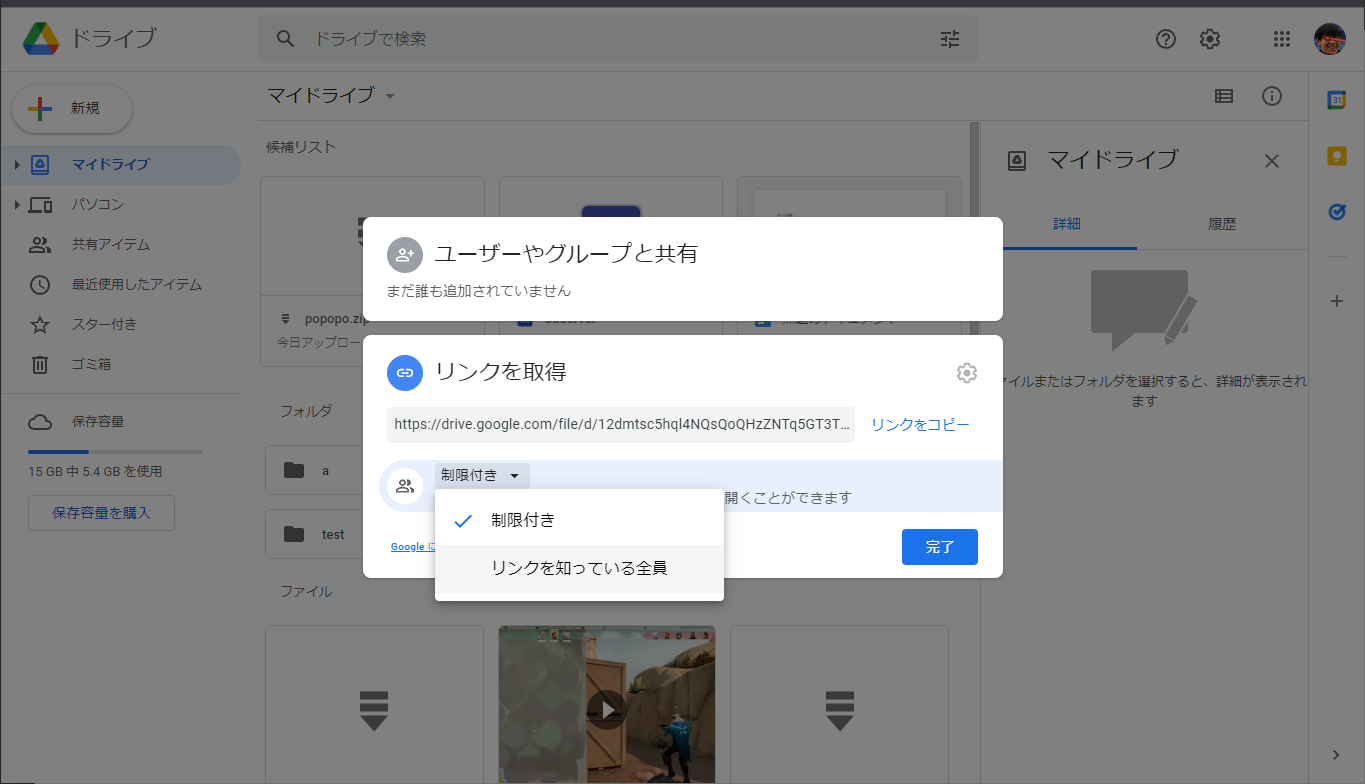 ドライブ
ドライブで検索
新規
マイドライブ
候補リスト
マイドライブ
パソコン
共有アイテム
最近使用したアイテム
スター付き
ゴミ箱
保存容量
15 GB 中 5.4 GB を使用
保存容量を購入
popopo.zip
今日アップロー
フォルダ
a
test
ファイル
ユーザーやグループと共有
まだ誰も追加されていません
リンクを取得
https://drive.google.com/file/d/12dmtsc5hql4NQsQoQHzZNTq5GT3T...
リンクをコピー
制限付き
開くことができます
制限付き
リンクを知っている全員
Google に
完了
マイドライブ
詳細
履歴
イルまたはフォルダを選択すると、詳細が表示され
ます
31